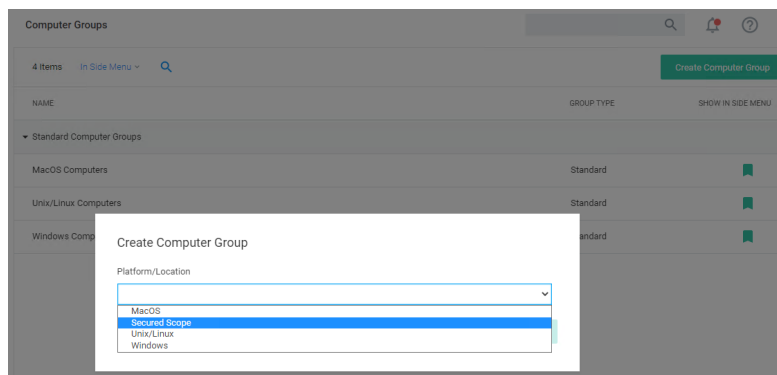 Computer Groups
4 Items In Side Menu
Create Computer Group
NAME GROUP TYPE SHOW IN SIDE MENU
Standard Computer Groups
MacOS Computers Standard
Unix/Linux Computers Standard
Windows Comp andard
Create Computer Group
Platform/Location
MacOS
Secured Scope
Unix/Linux
Windows